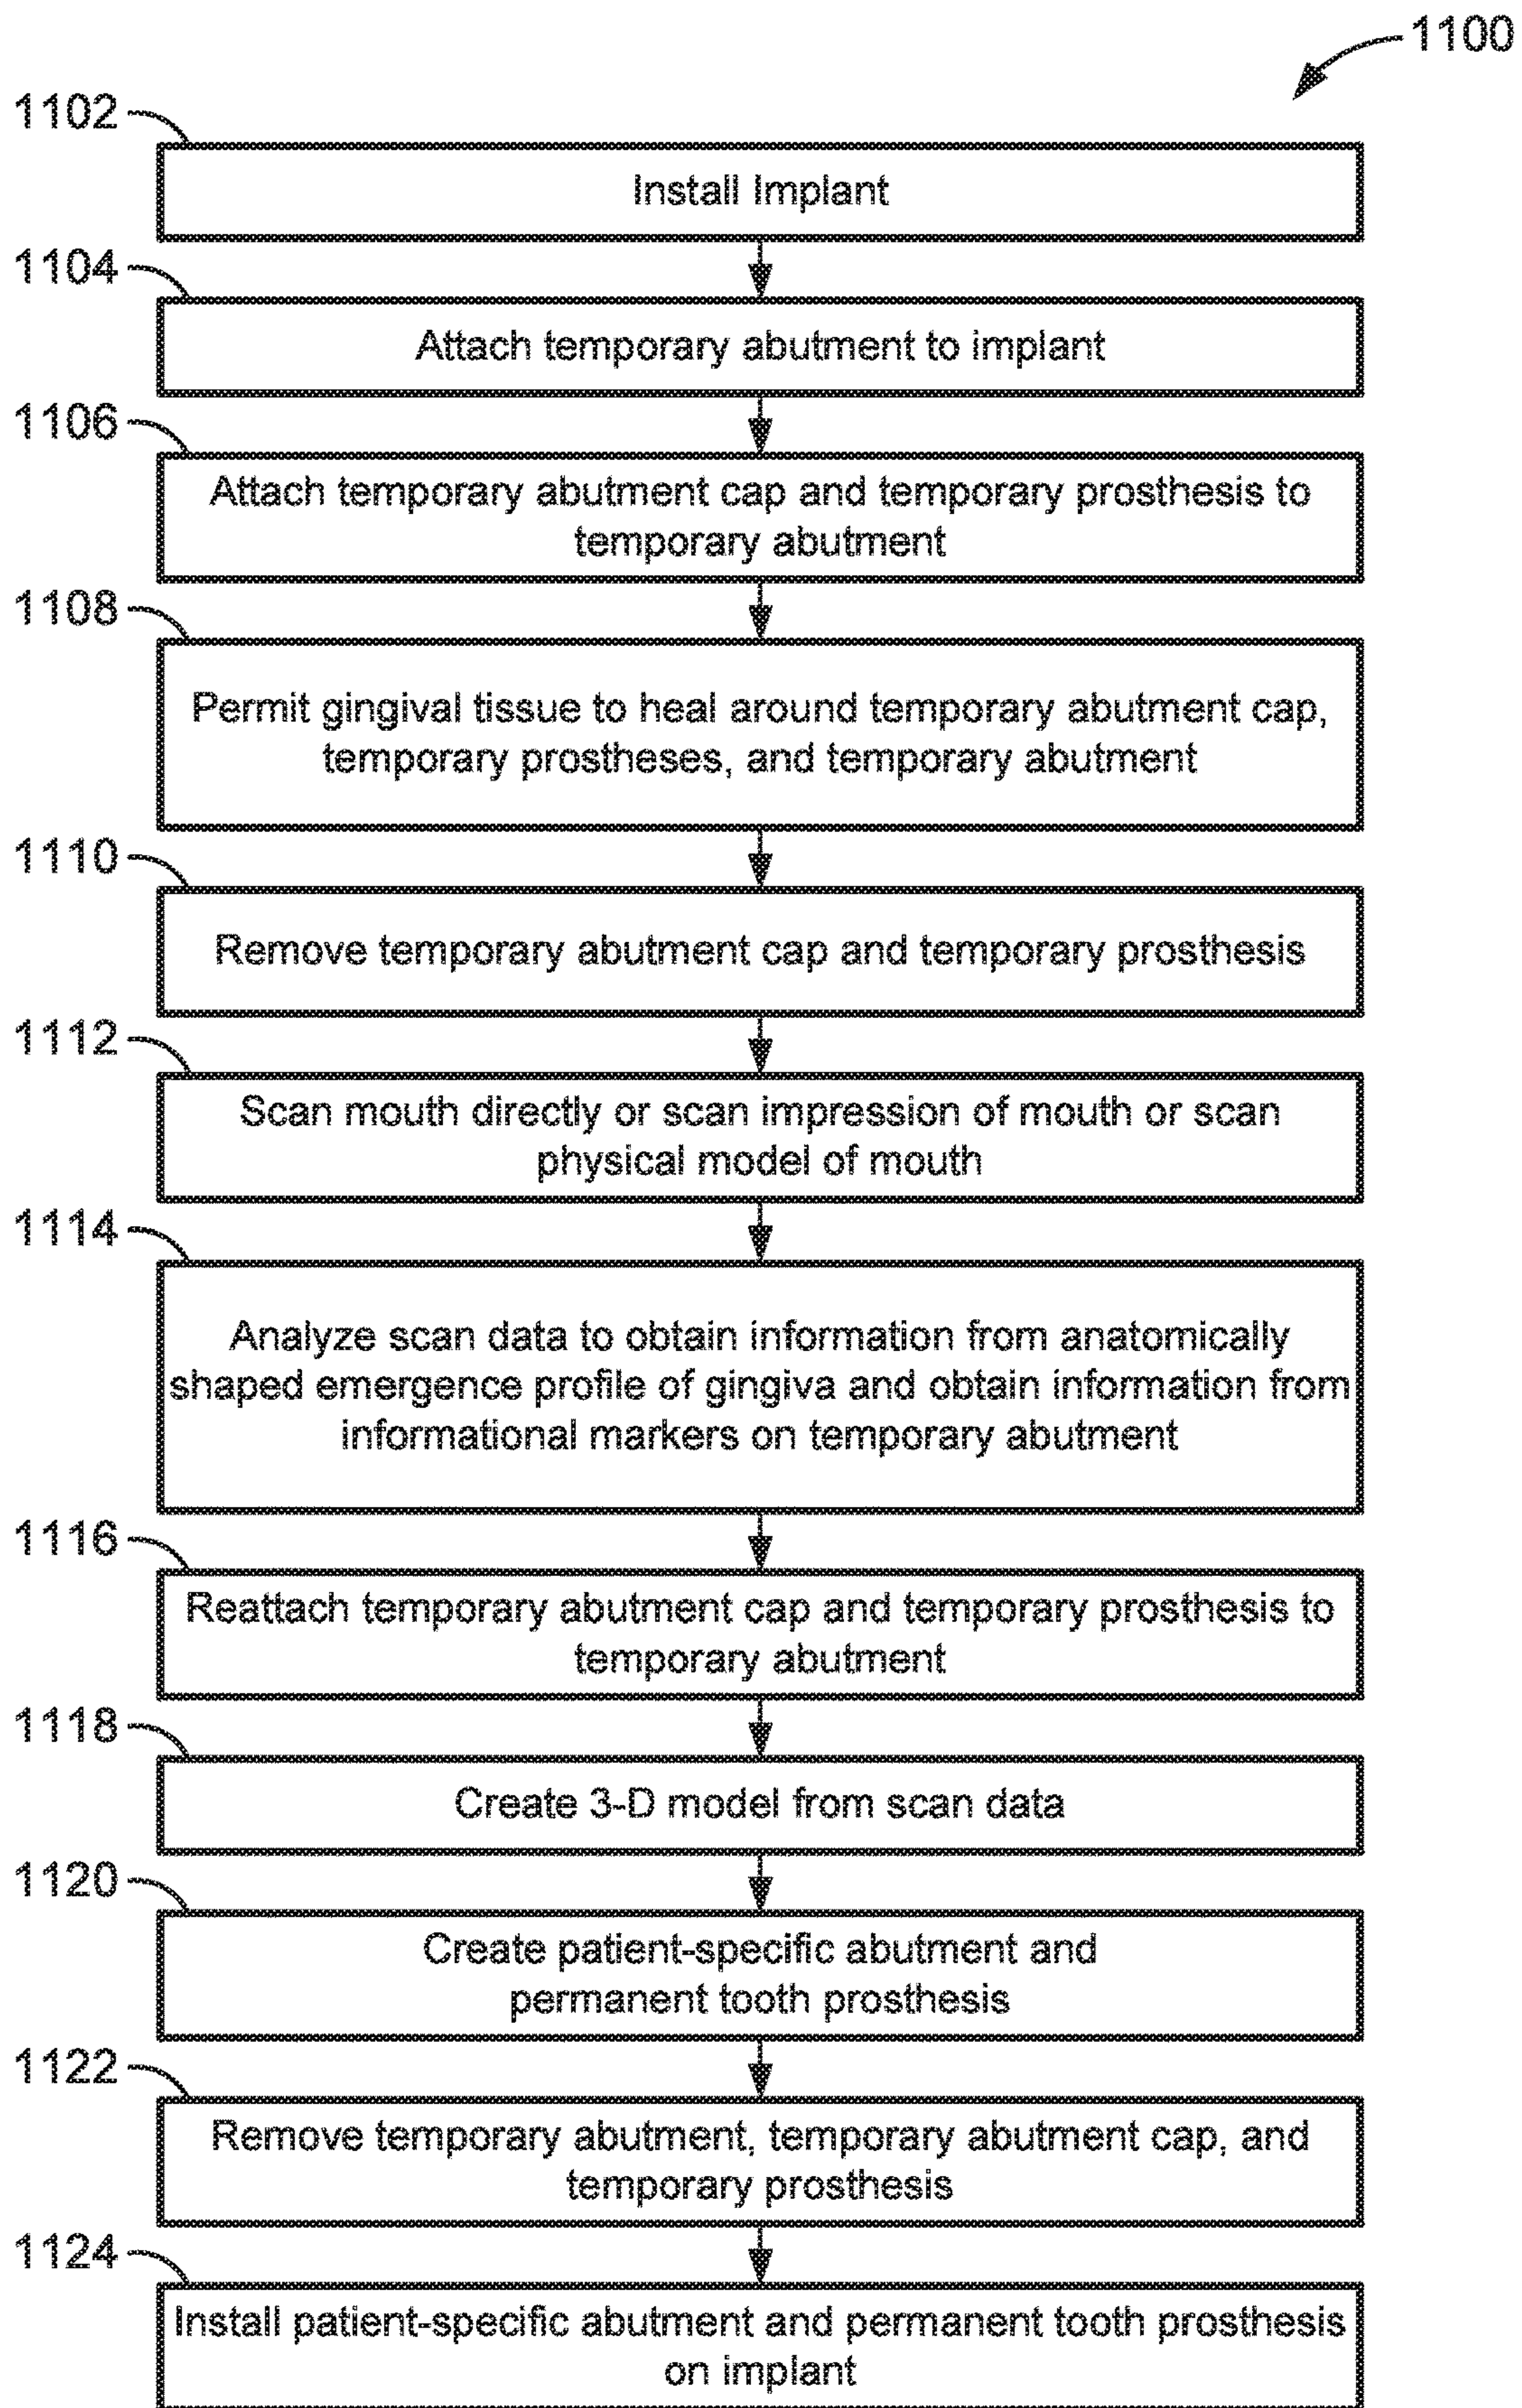 1100
1102
Install Implant
1104
Attach temporary abutment to implant
1106
Attach temporary abutment cap and temporary prosthesis to
temporary abutment
1108
Permit gingival tissue to heal around temporary abutment cap,
temporary prostheses, and temporary abutment
1110
Remove temporary abutment cap and temporary prosthesis
1112
Scan mouth directly or scan impression of mouth or scan
physical model of mouth
1114
Analyze scan data to obtain information from anatomically
shaped emergence profile of gingiva and obtain information from
informational markers on temporary abutment
1116
Reattach temporary abutment cap and temporary prosthesis to
temporary abutment
1118
Create 3-D model from scan data
1120
Create patient-specific abutment and
permanent tooth prosthesis
1122
Remove temporary abutment, temporary abutment cap, and
temporary prosthesis
1124
Install patient-specific abutment and permanent tooth prosthesis
on implant